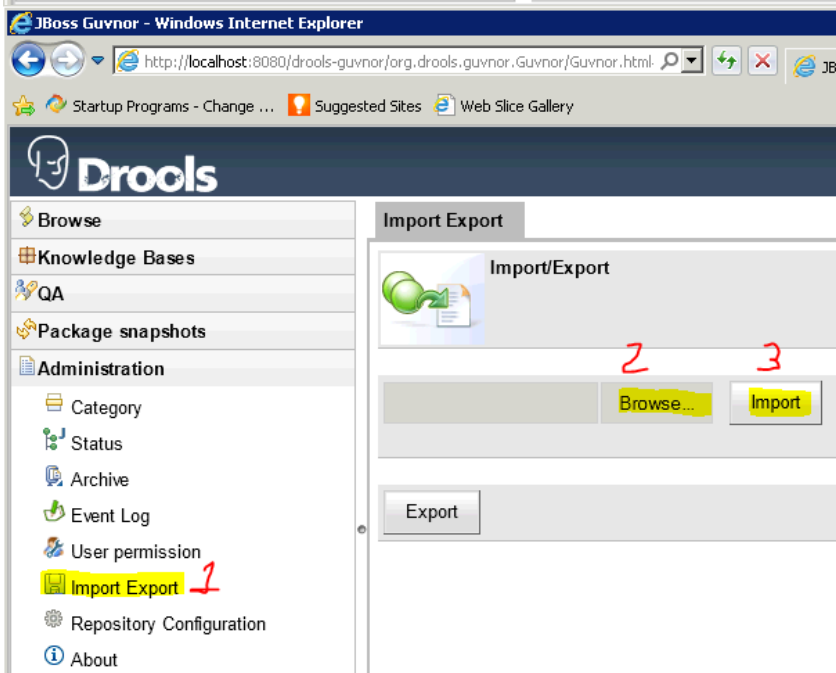 JBoss Guvnor - Windows Internet Explorer
http://localhost:8080/drools-guvnor/org.drools.guvnor.Guvnor/Guvnor.html
JB
Startup Programs - Change ... Suggested Sites Web Slice Gallery
Drools
Browse
Knowledge Bases
QA
Package snapshots
Administration
Category
Status
Archive
Event Log
User permission
Import Export 1
Repository Configuration
About
Import Export
Import/Export
2 3
Browse... Import
Export